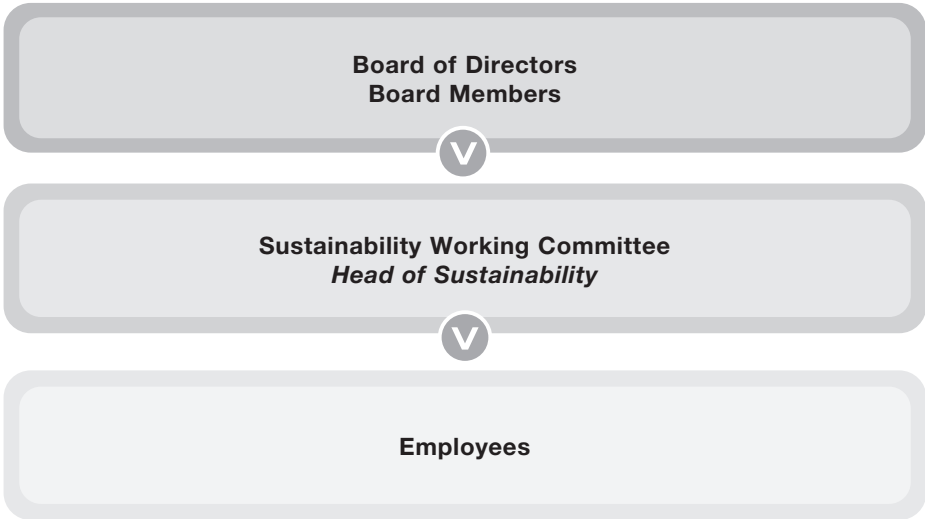 Board of Directors
Board Members
Sustainability Working Committee
Head of Sustainability
Employees